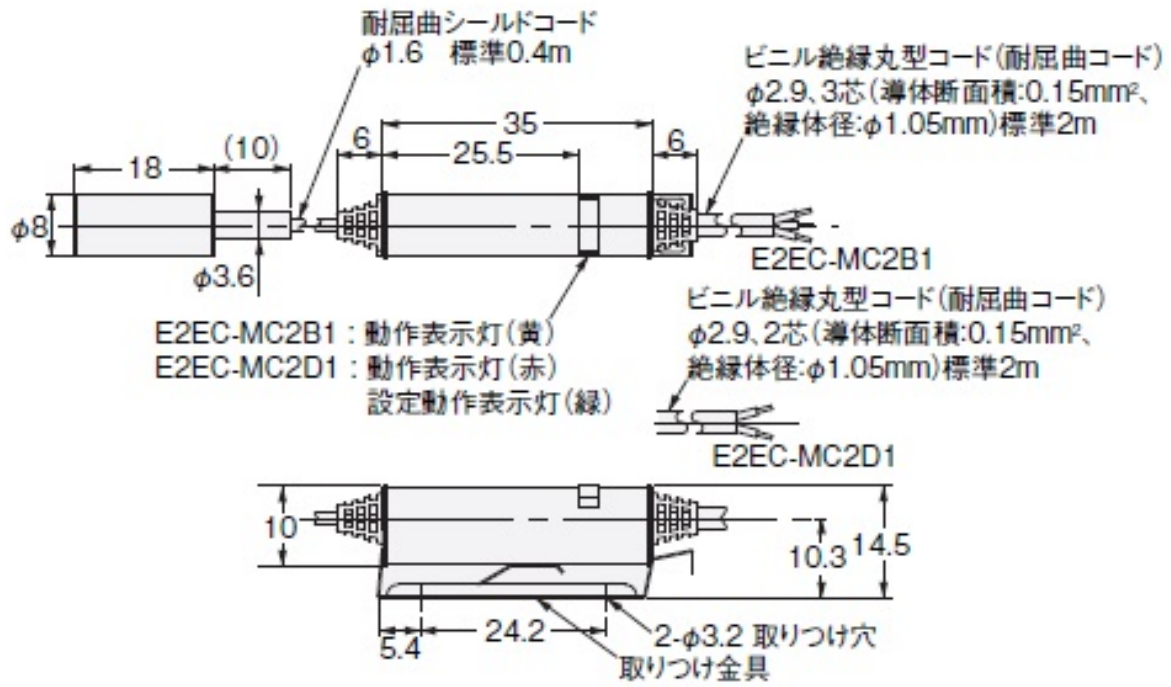 耐屈曲シールドコード
φ1.6 標準0.4m
ビニル絶縁丸型コード(耐屈曲コード)
φ2.9、3芯(導体断面積:0.15mm²、
絶縁体径:φ1.05mm)標準2m
35
6
25.5
6
18
(10)
φ8
φ3.6
E2EC-MC2B1
E2EC-MC2B1:動作表示灯(黄)
E2EC-MC2D1:動作表示灯(赤)
設定動作表示灯(緑)
ビニル絶縁丸型コード(耐屈曲コード)
φ2.9、2芯(導体断面積:0.15mm²、
絶縁体径:φ1.05mm)標準2m
E2EC-MC2D1
10
10.3
14.5
5.4
24.2
2-φ3.2 取りつけ穴
取りつけ金具